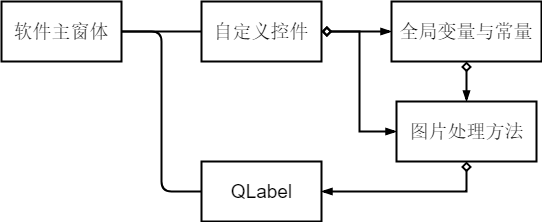 软件主窗体
自定义控件
全局变量与常量
图片处理方法
QLabel